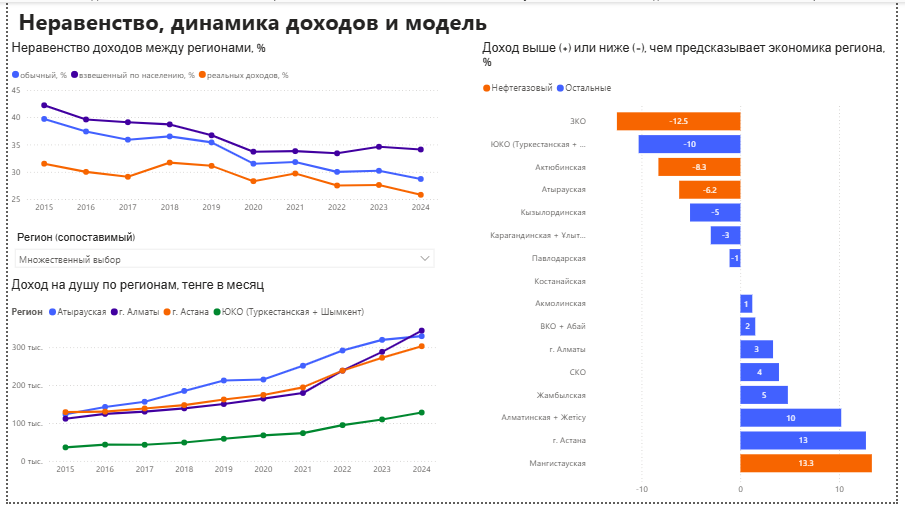 Неравенство, динамика доходов и модель
Неравенство доходов между регионами, %
обычный, % взвешенный по населению, % реальных доходов, %
45
40
35
30
25
2015 2016 2017 2018 2019 2020 2021 2022 2023 2024
Регион (сопоставимый)
Множественный выбор
Доход на душу по регионам, тенге в месяц
Регион Атырауская г. Алматы г. Астана ЮКО (Туркестанская + Шымкент)
300 тыс.
200 тыс.
100 тыс.
0 тыс.
2015 2016 2017 2018 2019 2020 2021 2022 2023 2024
Доход выше (+) или ниже (-), чем предсказывает экономика региона,
%
Нефтегазовый Остальные
ЗКО -12.5
ЮКО (Туркестанская + ... -10
Актюбинская -8.3
Атырауская -6.2
Кызылординская -5
Карагандинская + Улыт... -3
Павлодарская -1
Костанайская
Акмолинская 1
ВКО + Абай 2
г. Алматы 3
СКО 4
Жамбылская 5
Алматинская + Жетісу 10
г. Астана 13
Мангистауская 13.3
-10 0 10